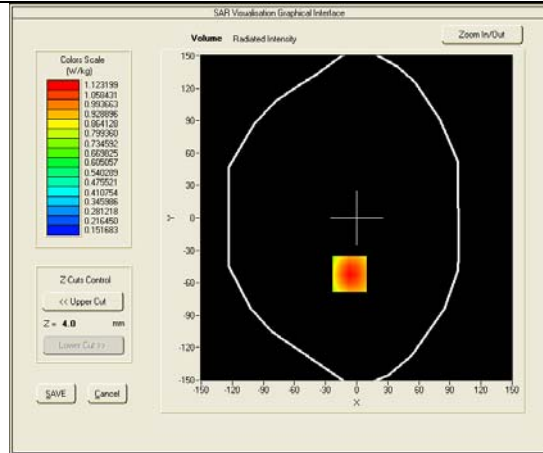 SAR Visualisation Graphical Interface
Volume Radiated Intensity
Zoom In/Out
Colors Scale
(W/kg)
1.123199
1.058431
0.993663
0.928896
0.864128
0.799360
0.734592
0.669825
0.605057
0.540289
0.475521
0.410754
0.345986
0.281218
0.216450
0.151683
Z-Cuts Control
<< Upper Cut
Z = 4.0 mm
Lower Cut >>
SAVE Cancel
150-
120-
90-
60-
30-
0-
-30-
-60-
-90-
-120-
-150-
Y
-150 -120 -90 -60 -30 0 30 60 90 120 150
X